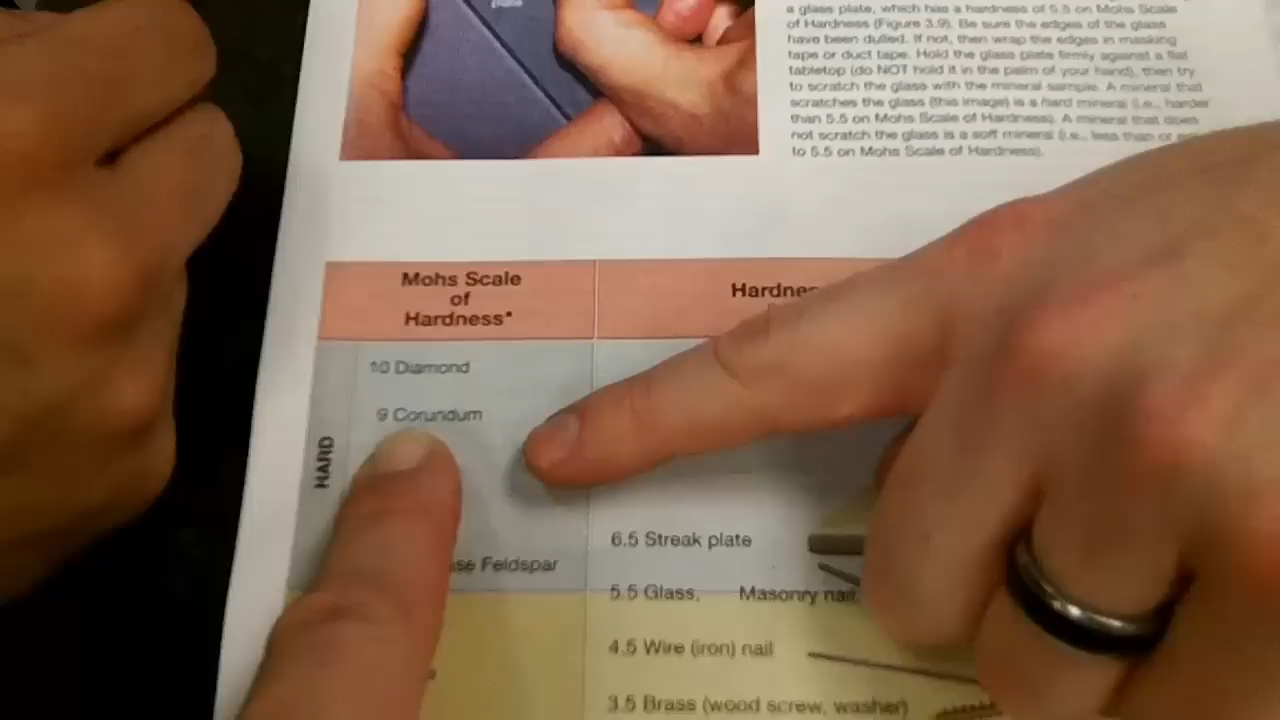 a glass plate, which has a hardness of 5.5 on Mohs Scale
of Hardness (Figure 3.9). Be sure the edges of the glass
have been dulled. If not, then wrap the edges in masking
tape or duct tape. Hold the glass plate firmly against a flat
tabletop (do NOT hold it in the palm of your hand), then try
to scratch the glass with the mineral sample. A mineral that
scratches the glass (this image) is a hard mineral (i.e., harder
than 5.5 on Mohs Scale of Hardness). A mineral that does
not scratch the glass is a soft mineral (i.e., less than or
to 5.5 on Mohs Scale of Hardness).
Mohs Scale
of
Hardness*
Hardne
10 Diamond
9 Corundum
HARD
6.5 Streak plate
Feldspar
5.5 Glass, Masonry nail,
4.5 Wire (iron) nail
3.5 Brass (wood screw, washer)